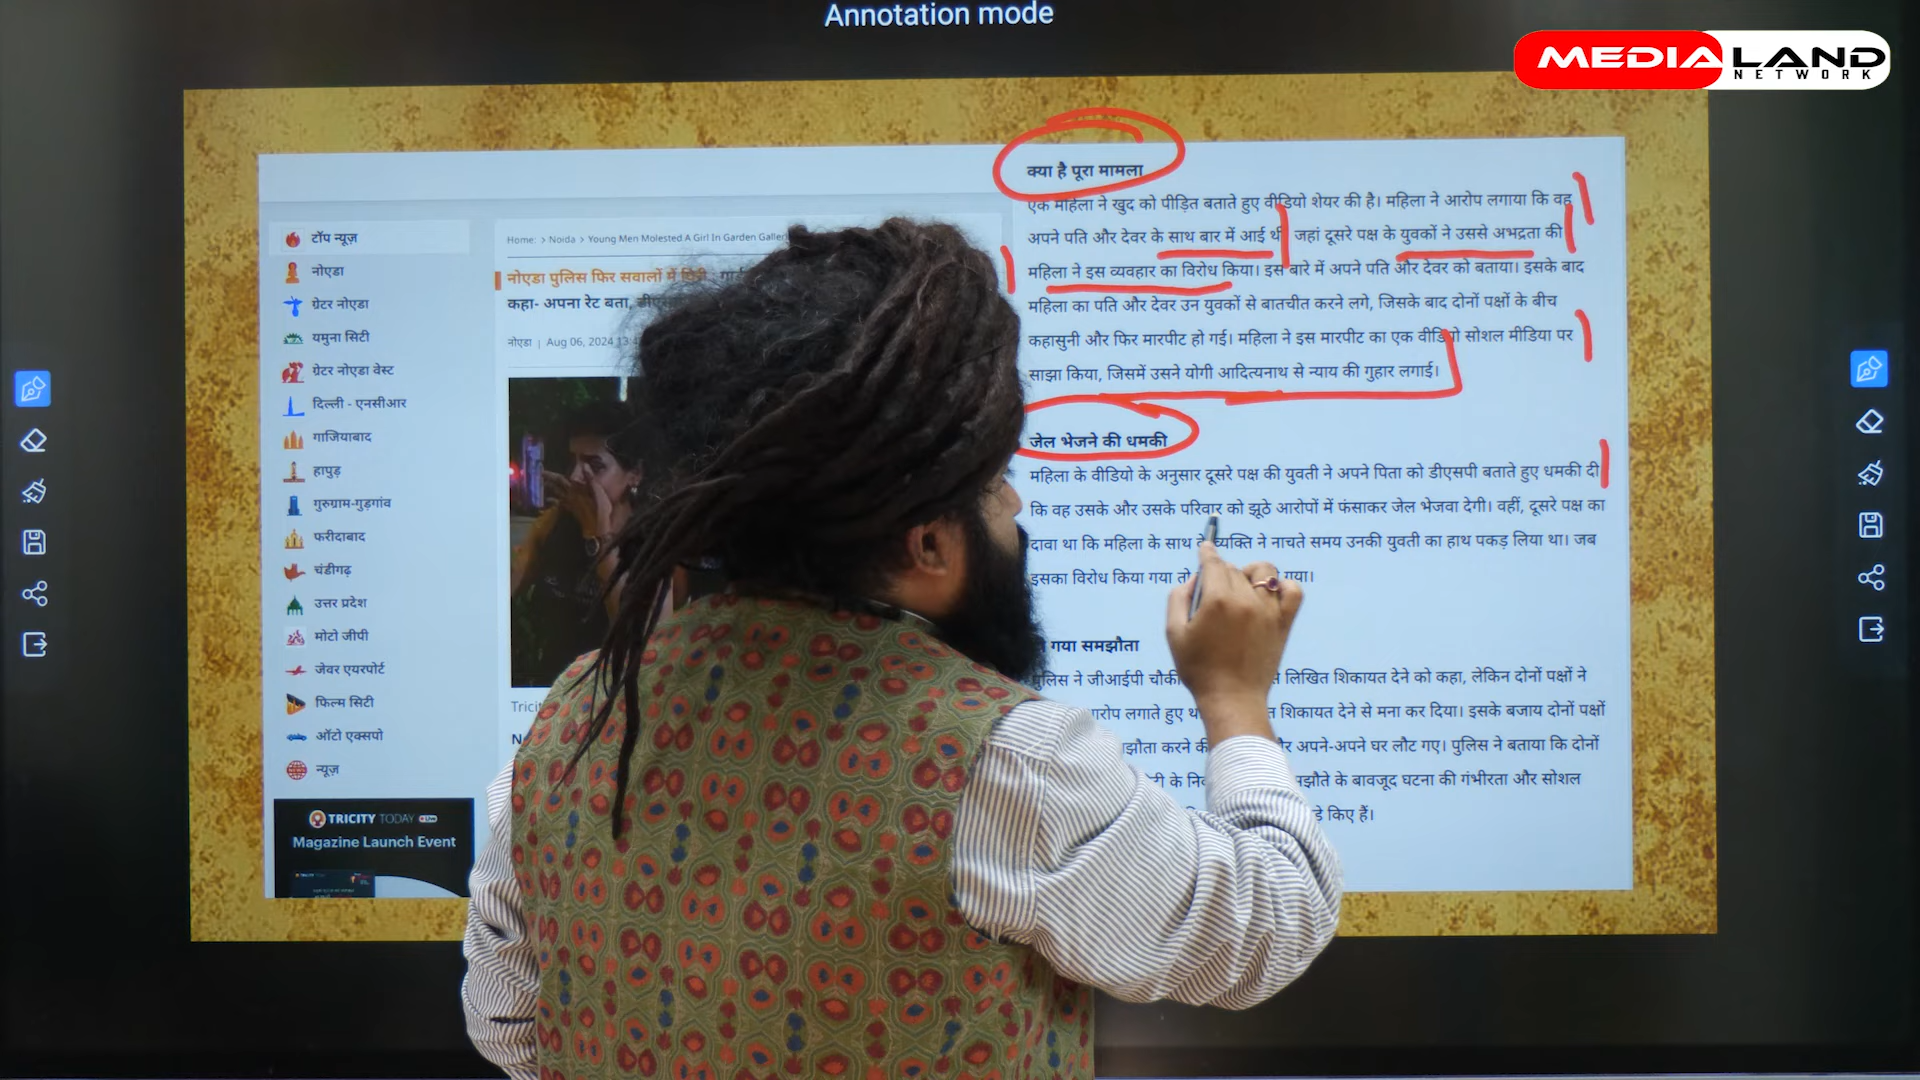 Annotation mode
MEDIALAND
NETWORK
टॉप न्यूज़
नोएडा
ग्रेटर नोएडा
यमुना सिटी
ग्रेटर नोएडा वेस्ट
दिल्ली - एनसीआर
गाजियाबाद
हापुड़
गुरुग्राम-गुड़गांव
फरीदाबाद
चंडीगढ़
उत्तर प्रदेश
मोटो जीपी
जेवर एयरपोर्ट
फिल्म सिटी
ऑटो एक्सपो
न्यूज़
TRICITY TODAY
Magazine Launch Event
Home: > Noida > Young Men Molested A Girl In Garden
नोएडा पुलिस फिर सवालों में
कहा- अपना रेट बता,
नोएडा | Aug 06, 2024
क्या है पूरा मामला
एक महिला ने खुद को पीड़ित बताते हुए वीडियो शेयर की है। महिला ने आरोप लगाया कि वह
अपने पति और देवर के साथ बार में आई थी जहां दूसरे पक्ष के युवकों ने उससे अभद्रता की
महिला ने इस व्यवहार का विरोध किया। इस बारे में अपने पति और देवर को बताया। इसके बाद
महिला का पति और देवर उन युवकों से बातचीत करने लगे, जिसके बाद दोनों पक्षों के बीच
कहासुनी और फिर मारपीट हो गई। महिला ने इस मारपीट का एक वीडियो सोशल मीडिया पर
साझा किया, जिसमें उसने योगी आदित्यनाथ से न्याय की गुहार लगाई।
जेल भेजने की धमकी
महिला के वीडियो के अनुसार दूसरे पक्ष की युवती ने अपने पिता को डीएसपी बताते हुए धमकी दी
कि वह उसके और उसके परिवार को झूठे आरोपों में फंसाकर जेल भेजवा देगी। वहीं, दूसरे पक्ष का
दावा था कि महिला के साथ के व्यक्ति ने नाचते समय उनकी युवती का हाथ पकड़ लिया था। जब
इसका विरोध किया गया तो गया।
गया समझौता
पुलिस ने जीआईपी चौकी लिखित शिकायत देने को कहा, लेकिन दोनों पक्षों ने
लगाते हुए शिकायत देने से मना कर दिया। इसके बजाय दोनों पक्षों
करने की अपने-अपने घर लौट गए। पुलिस ने बताया कि दोनों
के के बावजूद घटना की गंभीरता और सोशल
किए हैं।